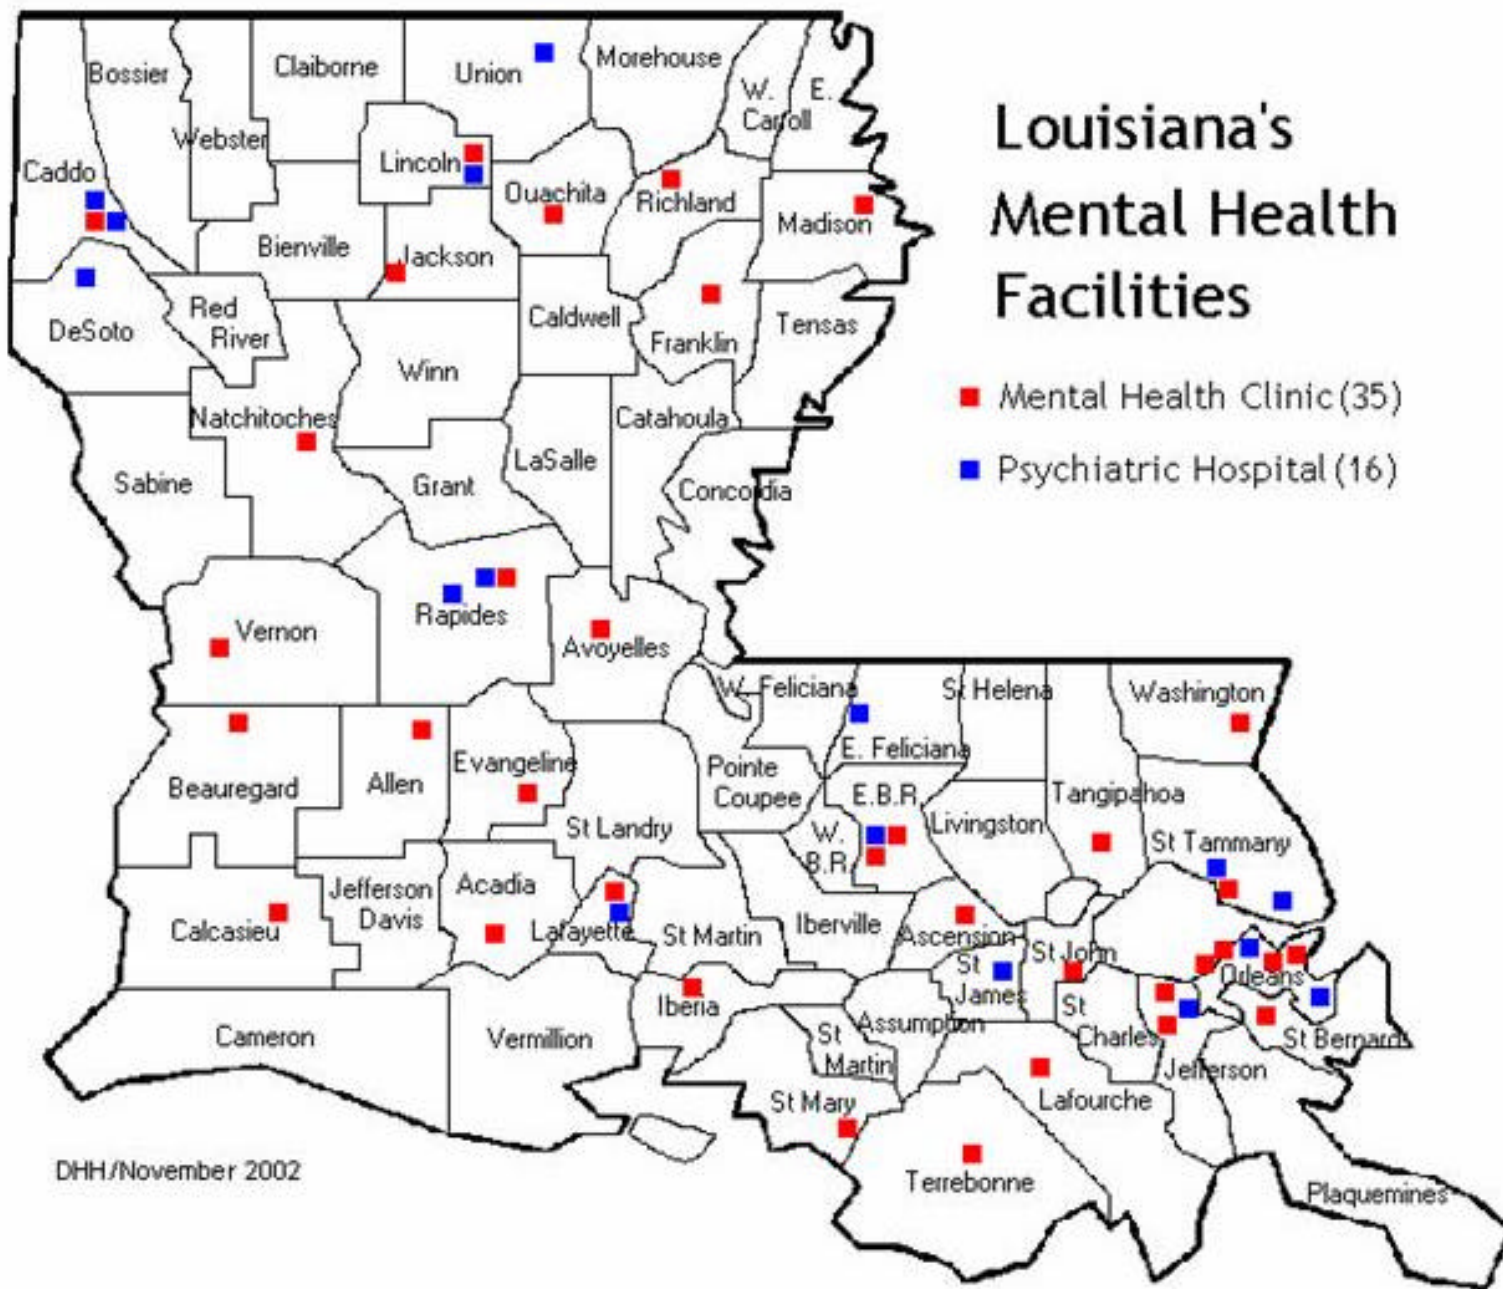 Louisiana's
Mental Health
Facilities
Mental Health Clinic (35)
Psychiatric Hospital (16)
Bossier
Claiborne
Union
Morehouse
W.
Carroll
E.
Webster
Caddo
Lincoln
Ouachita
Richland
Madison
Bienville
Jackson
DeSoto
Red
River
Caldwell
Franklin
Tensas
Winn
Natchitoches
Catahoula
Sabine
Grant
LaSalle
Concordia
Vernon
Rapides
Avoyelles
W. Feliciana
St Helena
Washington
E. Feliciana
Beauregard
Allen
Evangeline
Pointe
Coupee
E.B.R.
Tangipahoa
St Landry
W.
B.R.
Livingston
St Tammany
Jefferson
Davis
Acadia
Calcasieu
Lafayette
St Martin
Iberville
Ascension
St John
St
James
Orleans
Iberia
Assumption
St
Charles
St Bernard
Cameron
Vermillion
St
Martin
Jefferson
St Mary
Lafourche
Terrebonne
Plaquemines
DHH/November 2002